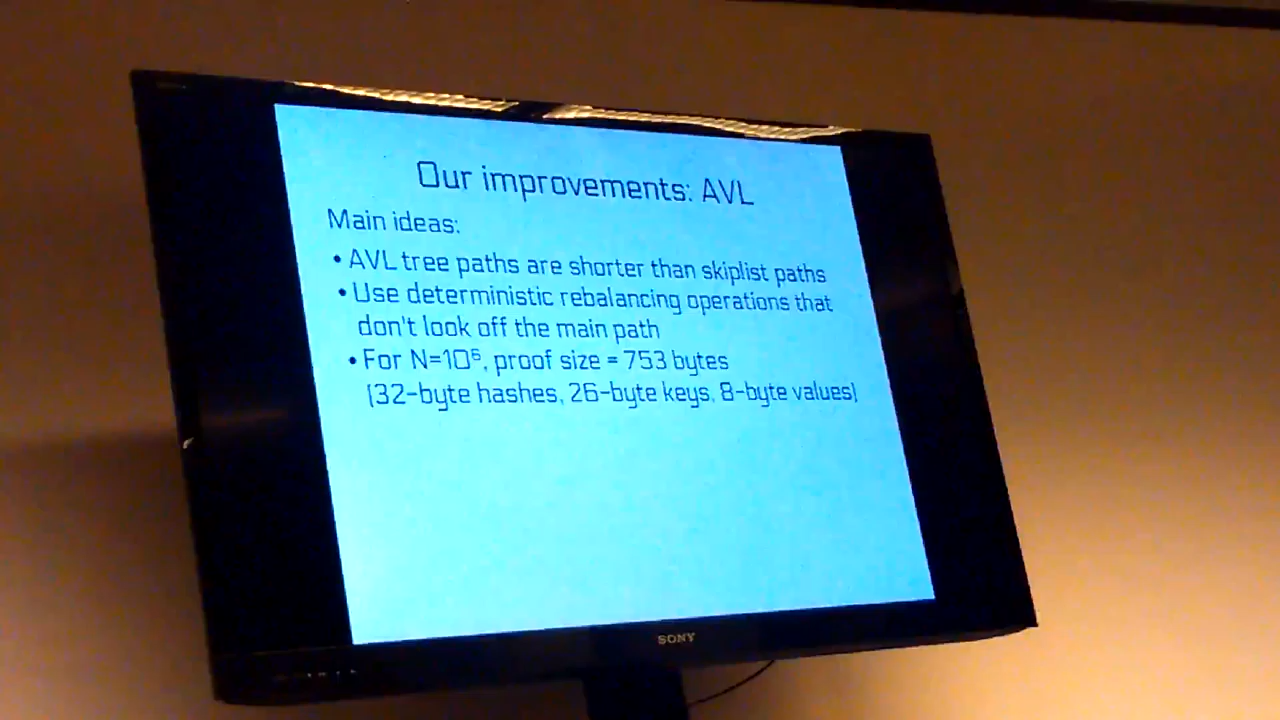 Our improvements: AVL
Main ideas:
• AVL tree paths are shorter than skiplist paths
• Use deterministic rebalancing operations that
don't look off the main path
• For N=10⁶, proof size = 753 bytes
(32-byte hashes, 26-byte keys, 8-byte values)
SONY